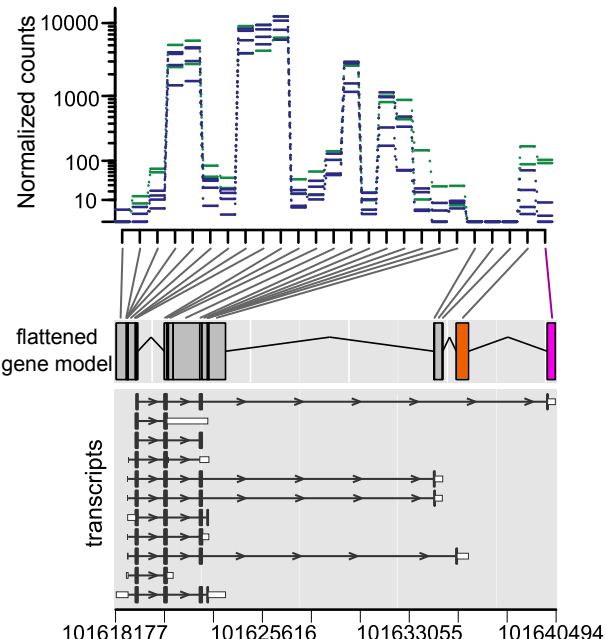 Normalized counts
10000
1000
100
10
flattened
gene model
transcripts
101618177 101625616 101633055 101640494